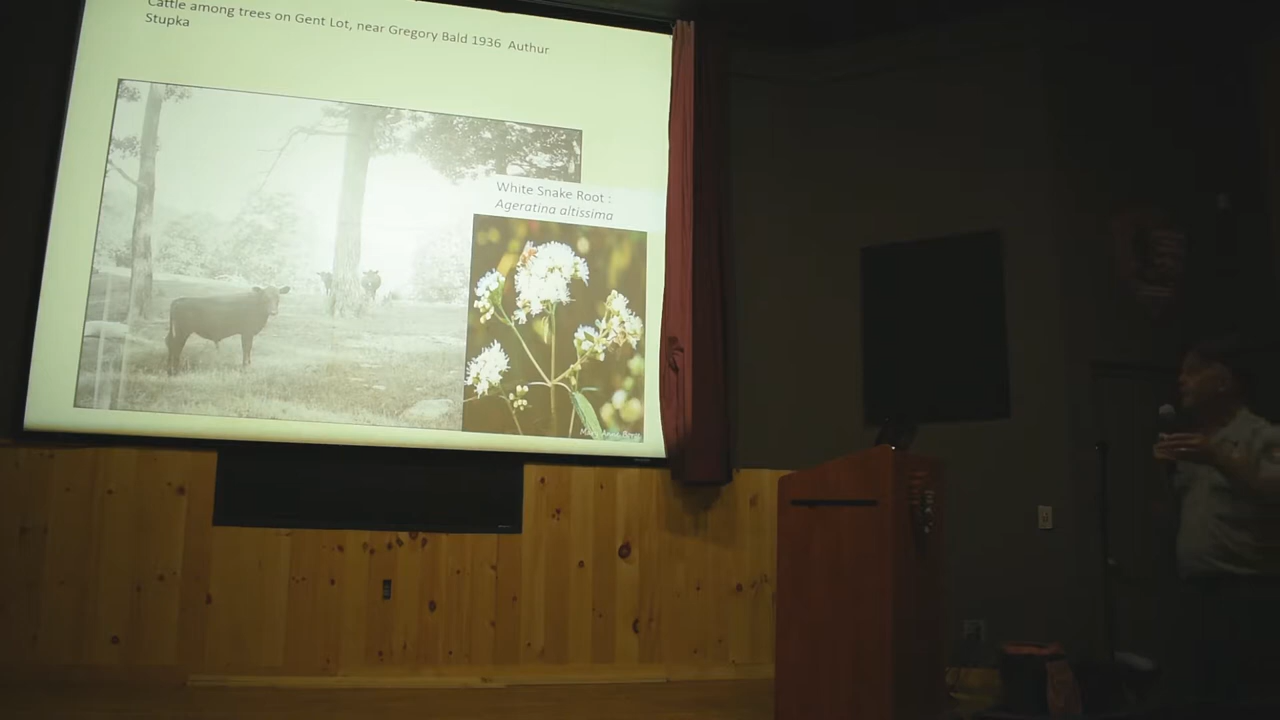 Cattle among trees on Gent Lot, near Gregory Bald 1936 Authur
Stupka
White Snake Root :
Ageratina altissima